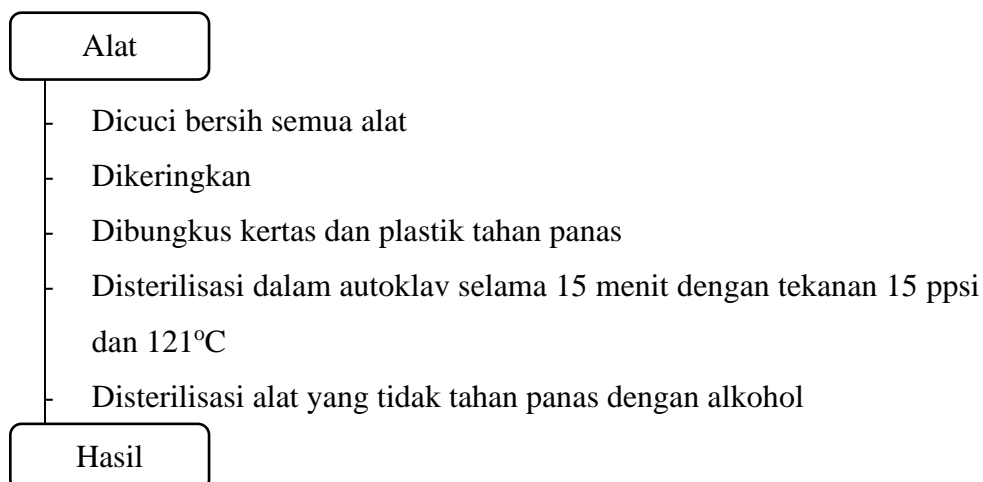 Alat
- Dicuci bersih semua alat
- Dikeringkan
- Dibungkus kertas dan plastik tahan panas
- Disterilisasi dalam autoklav selama 15 menit dengan tekanan 15 ppsi
dan 121°C
- Disterilisasi alat yang tidak tahan panas dengan alkohol
Hasil